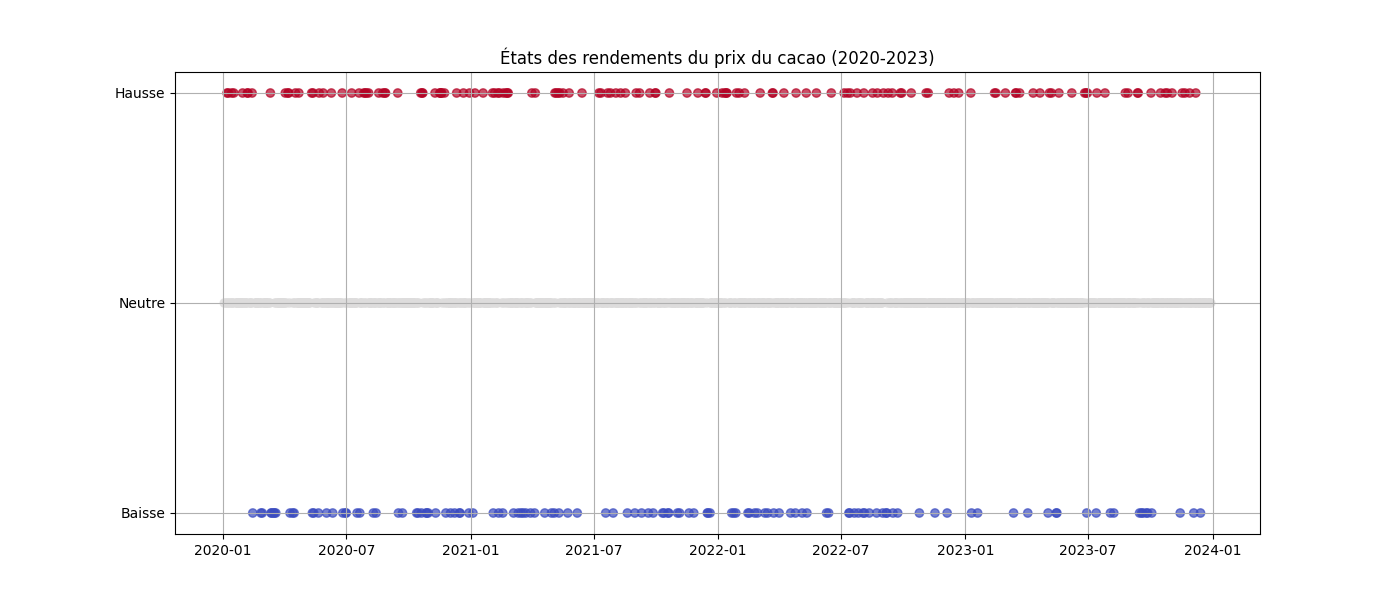 États des rendements du prix du cacao (2020-2023)
Hausse
Neutre
Baisse
2020-01 2020-07 2021-01 2021-07 2022-01 2022-07 2023-01 2023-07 2024-01